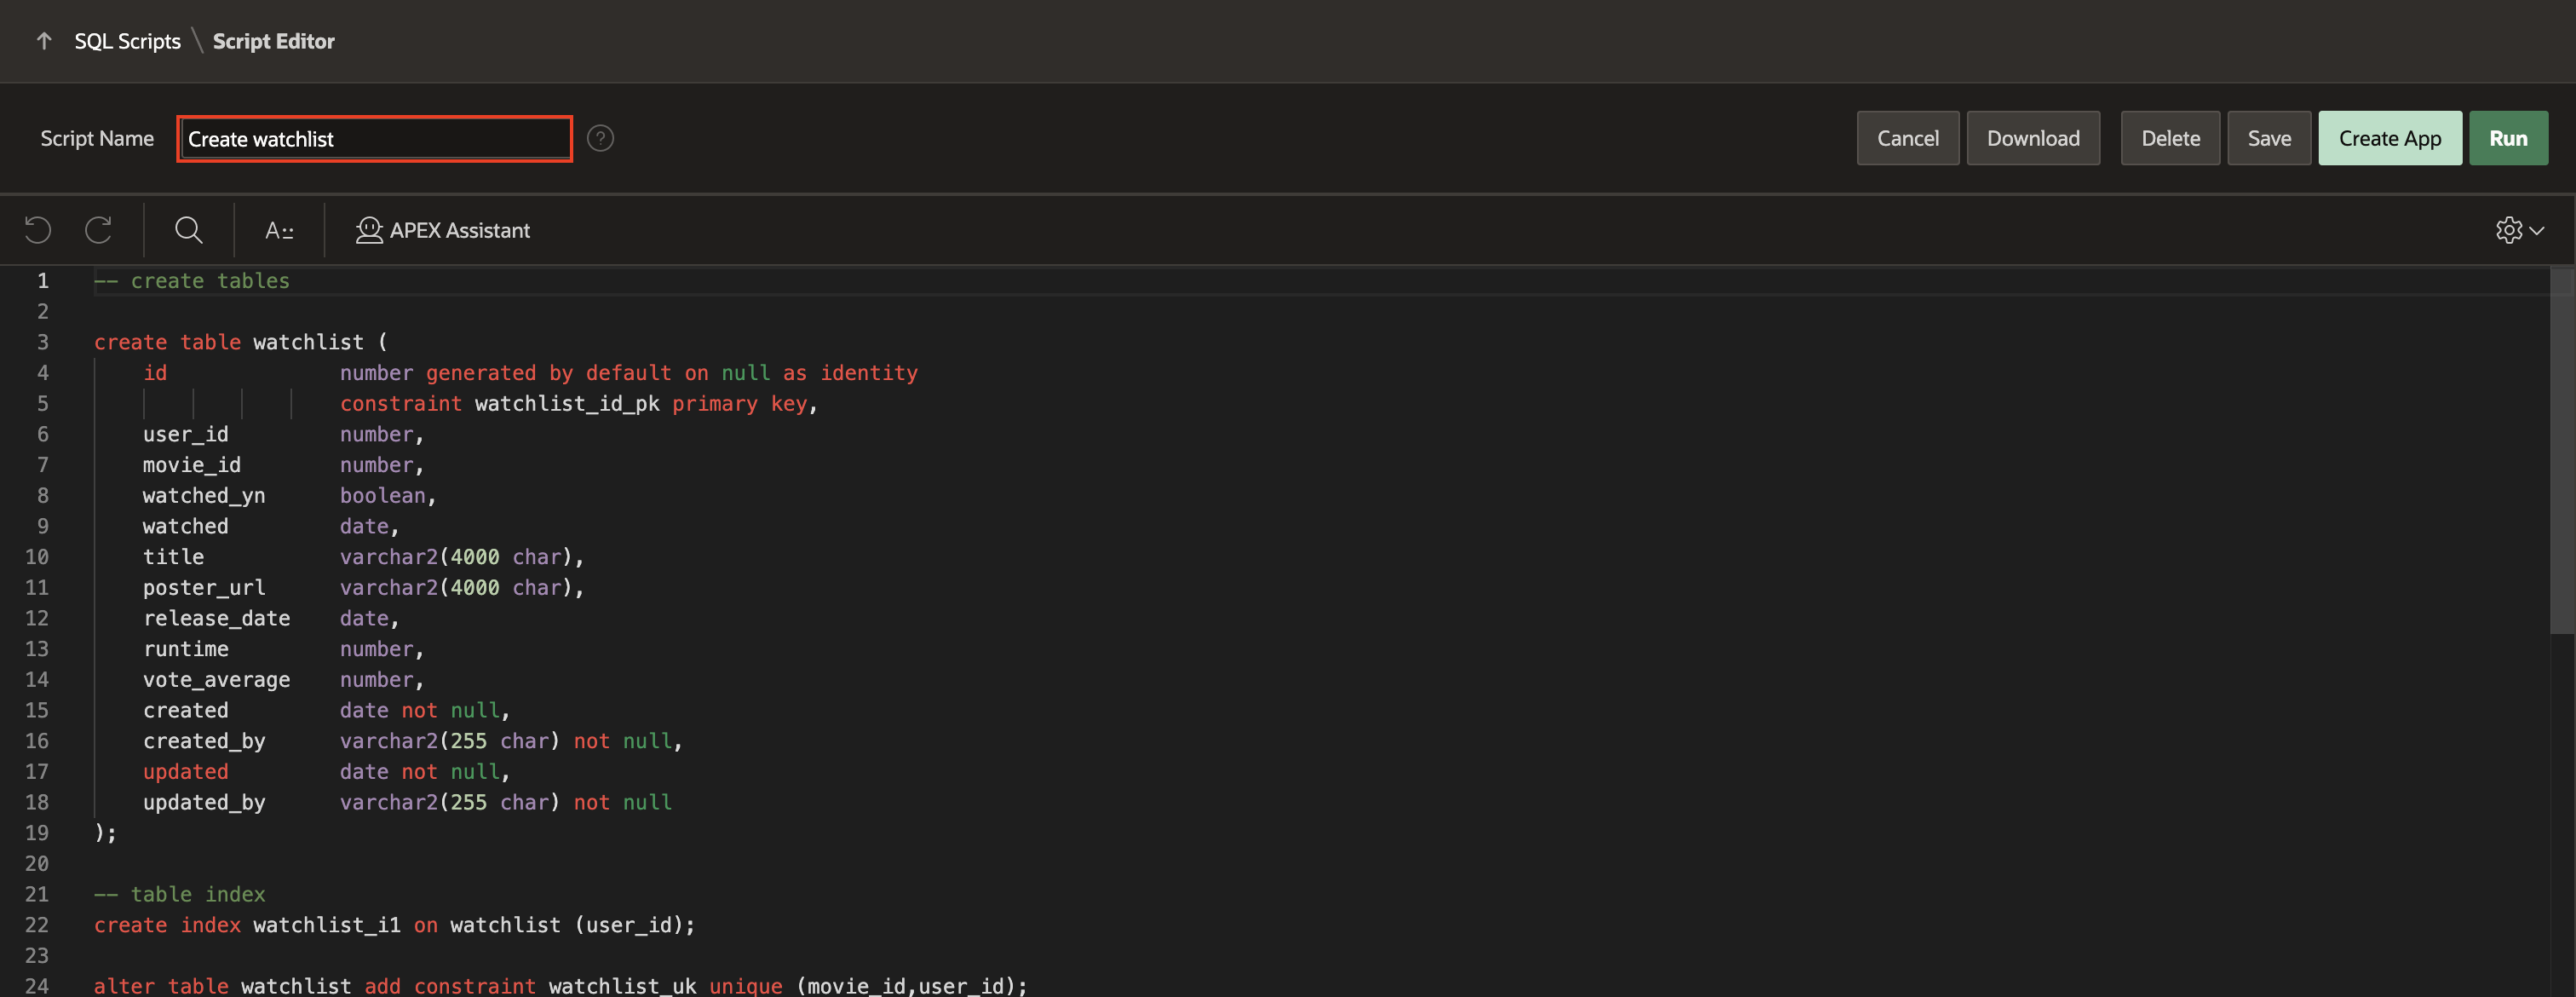 SQL Scripts \ Script Editor
Script Name Create watchlist ? Cancel Download Delete Save Create App Run
A:: APEX Assistant
1 -- create tables
2
3 create table watchlist (
4 id number generated by default on null as identity
5 constraint watchlist_id_pk primary key,
6 user_id number,
7 movie_id number,
8 watched_yn boolean,
9 watched date,
10 title varchar2(4000 char),
11 poster_url varchar2(4000 char),
12 release_date date,
13 runtime number,
14 vote_average number,
15 created date not null,
16 created_by varchar2(255 char) not null,
17 updated date not null,
18 updated_by varchar2(255 char) not null
19 );
20
21 -- table index
22 create index watchlist_i1 on watchlist (user_id);
23
24 alter table watchlist add constraint watchlist_uk unique (movie_id,user_id);